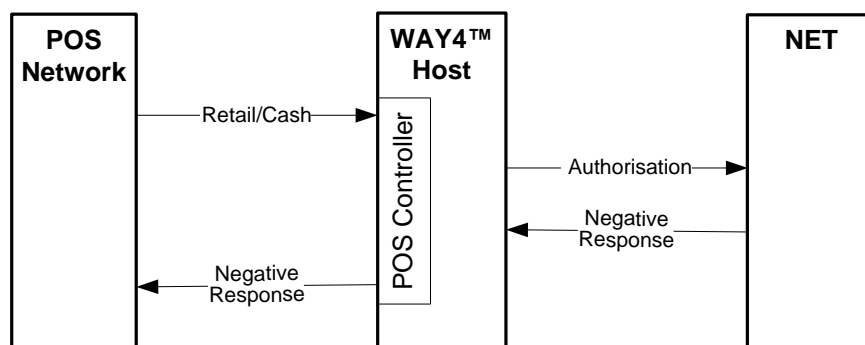 POS
Network
WAY4™
Host
NET
Retail/Cash
POS Controller
Authorisation
Negative
Response
Negative
Response